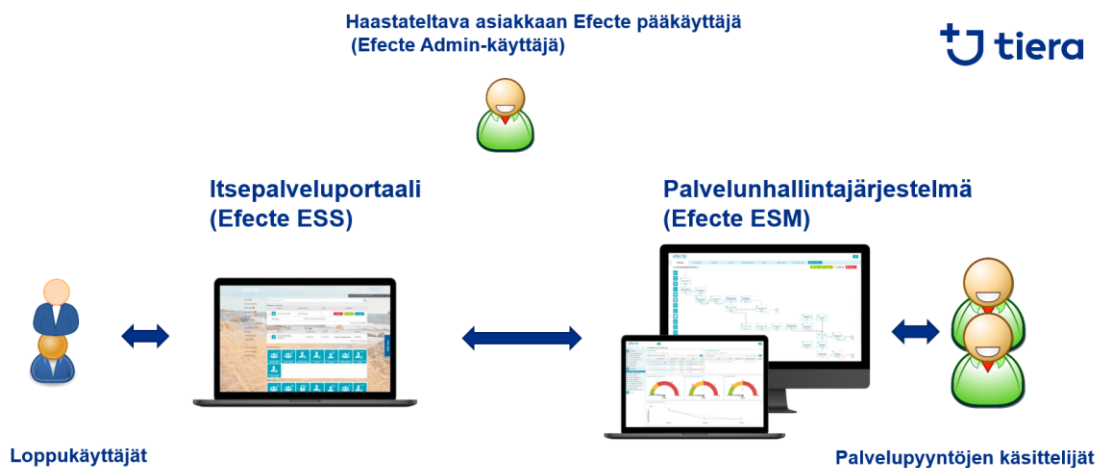 Haastateltava asiakkaan Efecte pääkäyttäjä
(Efecte Admin-käyttäjä)
tiera
Itsepalveluportaali
(Efecte ESS)
Palvelunhallintajärjestelmä
(Efecte ESM)
Loppukäyttäjät
Palvelupyyntöjen käsittelijät